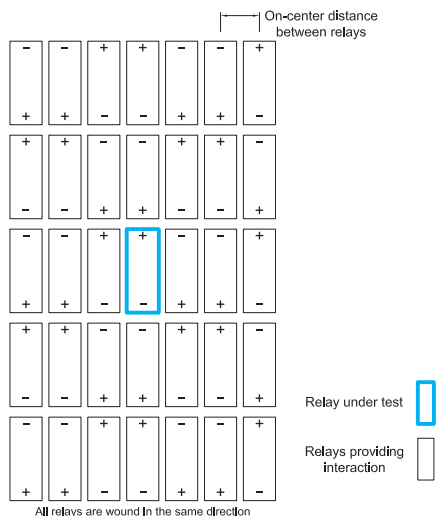 On-center distance
between relays
− − + + − − +
+ + − − + + −
+ + − − + + −
− − + + − − +
− − + + − − +
+ + − − + + −
+ + − − + + −
− − + + − − +
− − + + − − +
+ + − − + + −
Relay under test
Relays providing
interaction
All relays are wound in the same direction